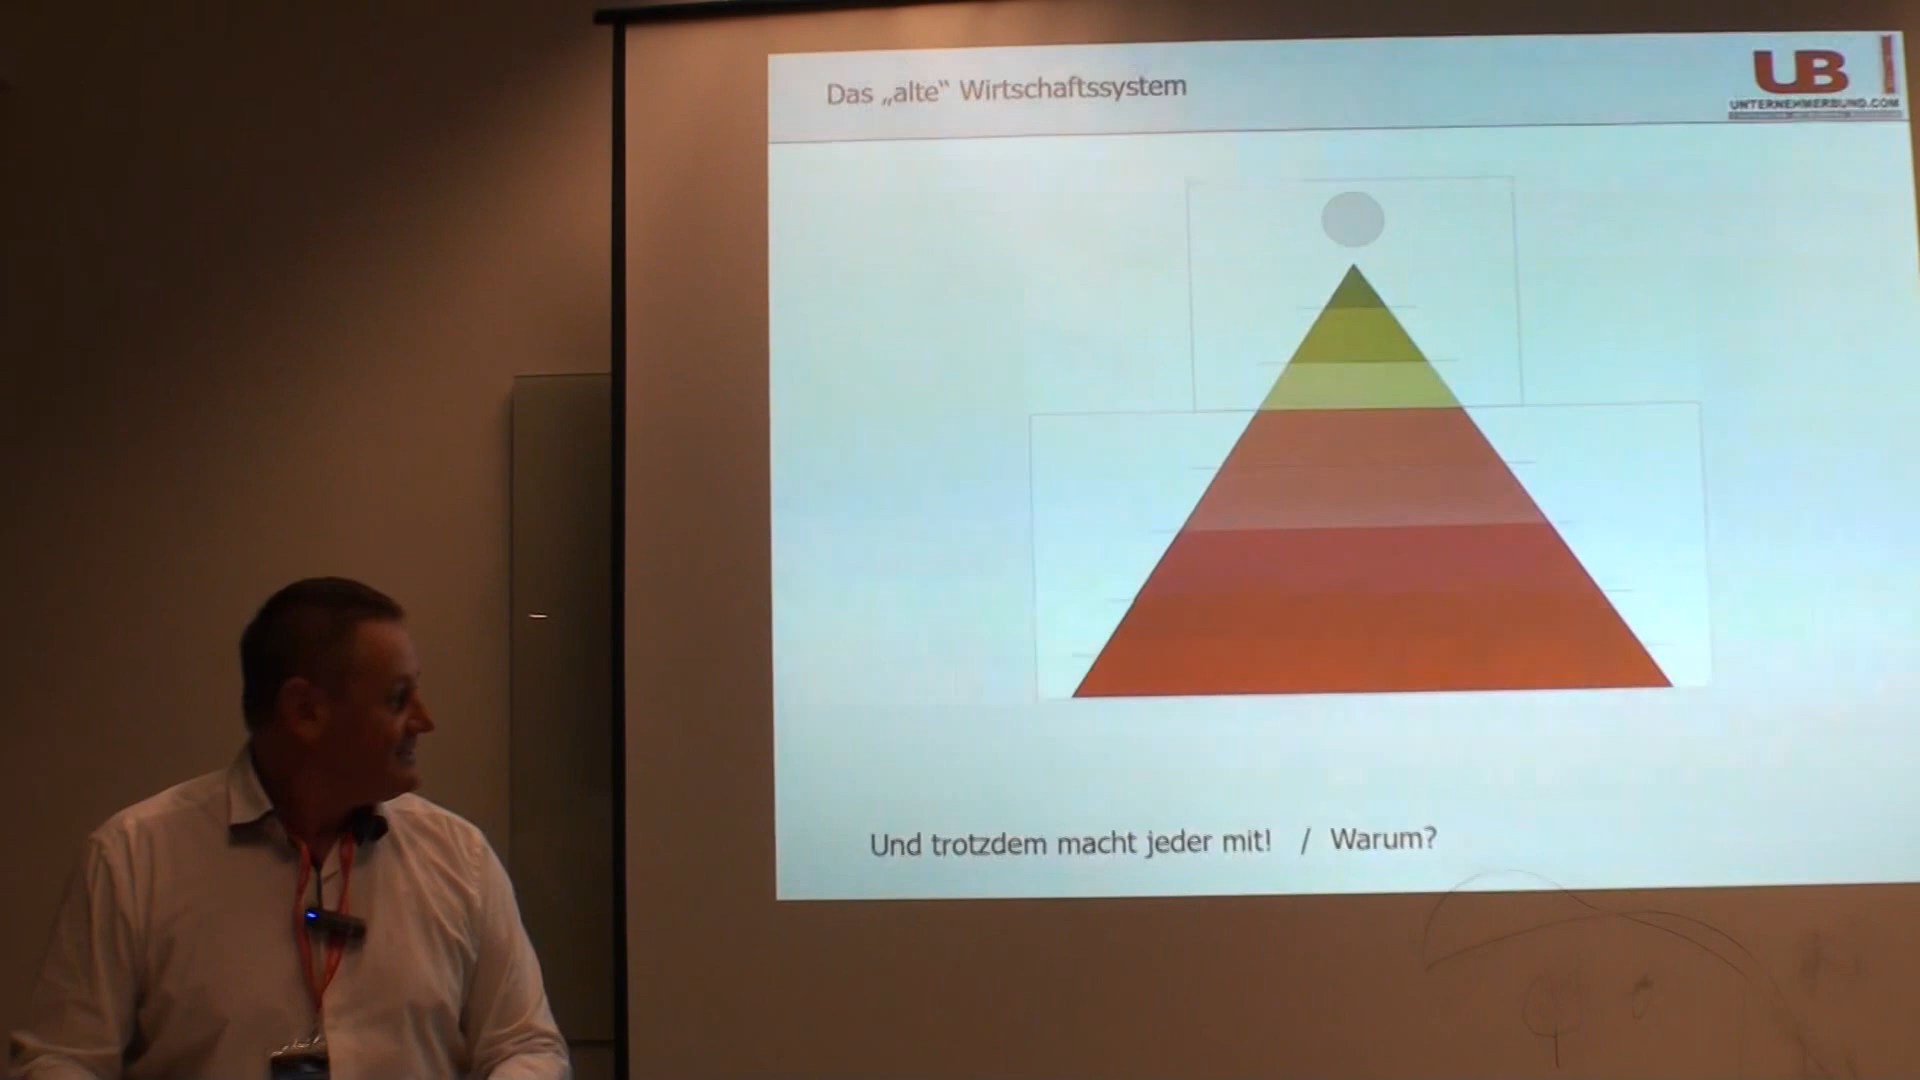 Das „alte“ Wirtschaftssystem
UB
UNTERNEHMERBUND.COM
Und trotzdem macht jeder mit! / Warum?